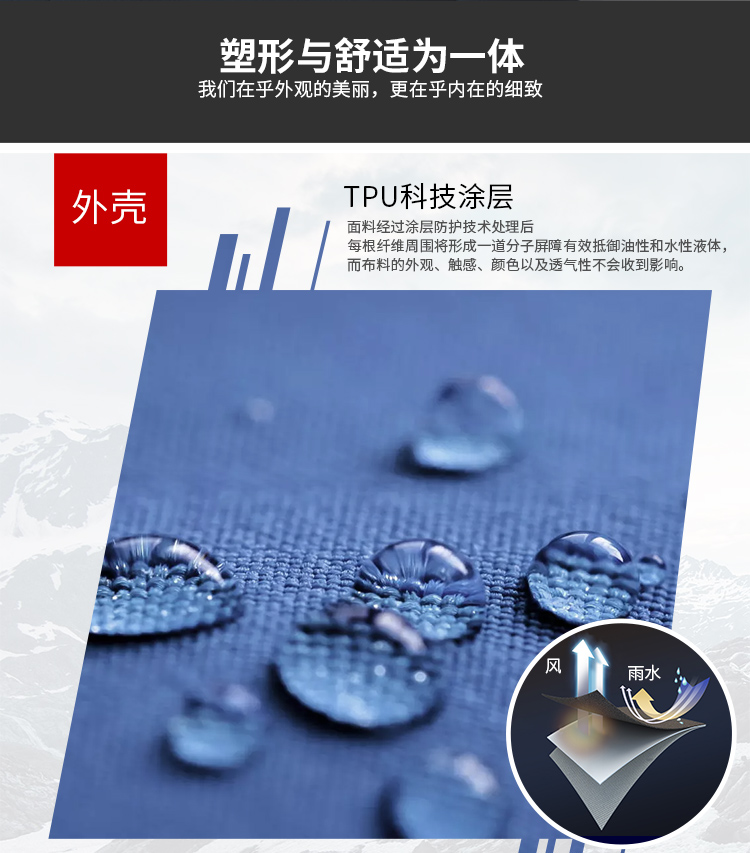 塑形与舒适为一体
我们在乎外观的美丽，更在乎内在的细致
外壳
TPU科技涂层
面料经过涂层防护技术处理后
每根纤维周围将形成一道分子屏障有效抵御油性和水性液体，
而布料的外观、触感、颜色以及透气性不会收到影响。
风
雨水